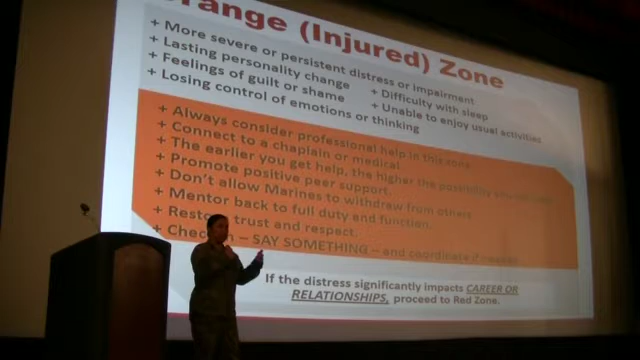 Orange (Injured) Zone
+ More severe or persistent distress or impairment
+ Lasting personality change
+ Difficulty with sleep
+ Feelings of guilt or shame
+ Unable to enjoy usual activities
+ Losing control of emotions or thinking
+ Always consider professional help in this zone
+ Connect to a chaplain or medical
+ The earlier you get help, the higher the possibility you
+ Promote positive peer support.
+ Don't allow Marines to withdraw from others
+ Mentor back to full duty and function.
+ Restore trust and respect.
+ Check in – SAY SOMETHING – and coordinate
If the distress significantly impacts CAREER OR
RELATIONSHIPS, proceed to Red Zone.